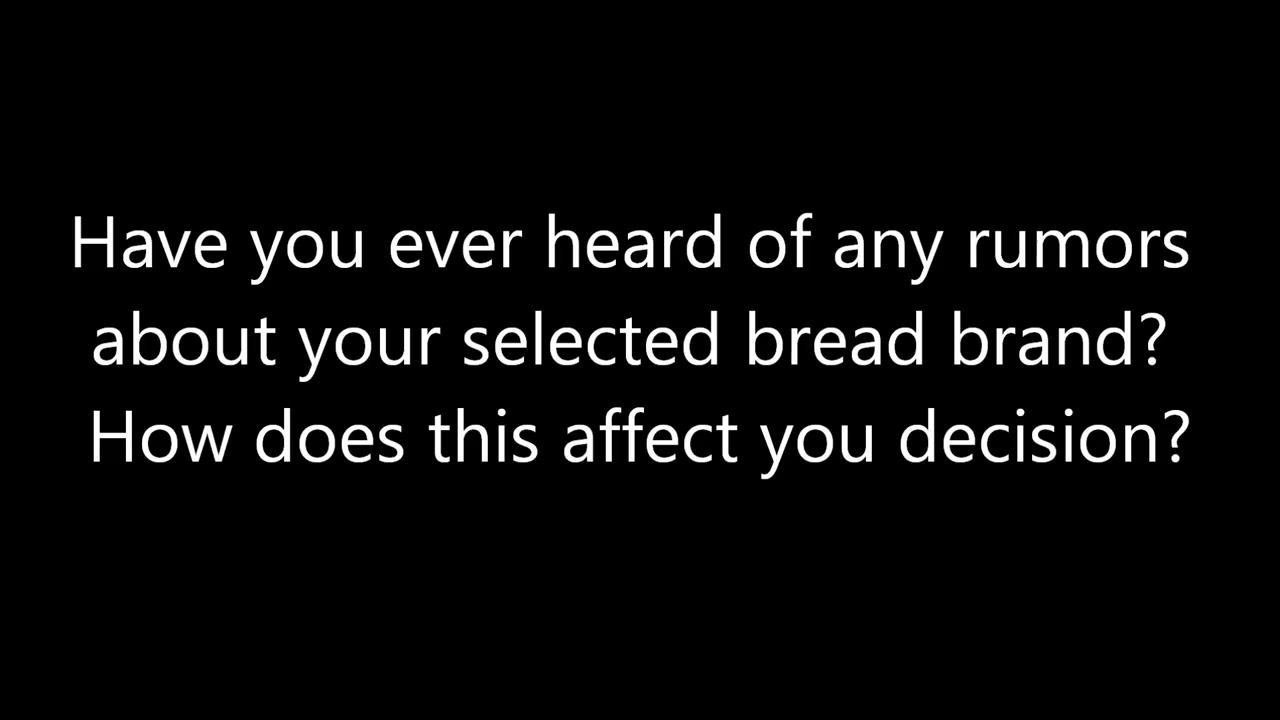 Have you ever heard of any rumors
about your selected bread brand?
How does this affect you decision?